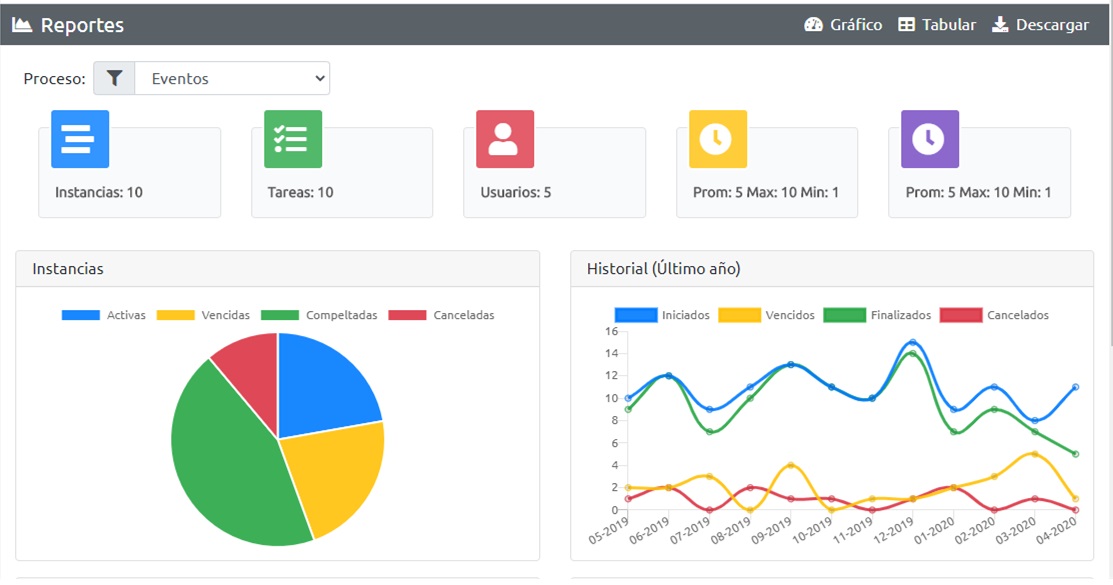 Reportes
Gráfico Tabular Descargar
Proceso: Eventos
Instancias: 10
Tareas: 10
Usuarios: 5
Prom: 5 Max: 10 Min: 1
Prom: 5 Max: 10 Min: 1
Instancias
Activas Vencidas Compeltadas Canceladas
Historial (Último año)
Iniciados Vencidos Finalizados Cancelados
16
14
12
10
8
6
4
2
0
05-2019 06-2019 07-2019 08-2019 09-2019 10-2019 11-2019 12-2019 01-2020 02-2020 03-2020 04-2020